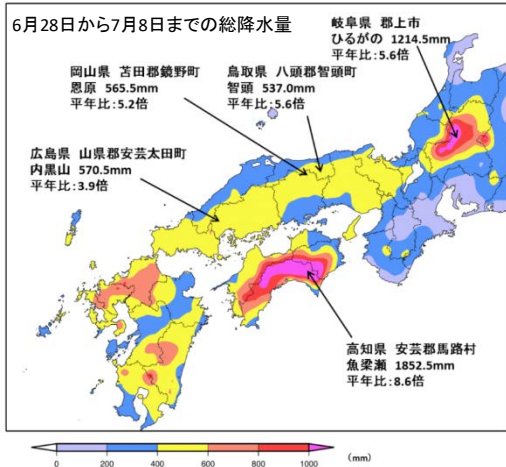 6月28日から7月8日までの総降水量
岐阜県 郡上市
ひるがの 1214.5mm
平年比:5.6倍
岡山県 苫田郡鏡野町
恩原 565.5mm
平年比:5.2倍
鳥取県 八頭郡智頭町
智頭 537.0mm
平年比:5.6倍
広島県 山県郡安芸太田町
内黒山 570.5mm
平年比:3.9倍
高知県 安芸郡馬路村
魚梁瀬 1852.5mm
平年比:8.6倍
0 200 400 600 800 1000 (mm)